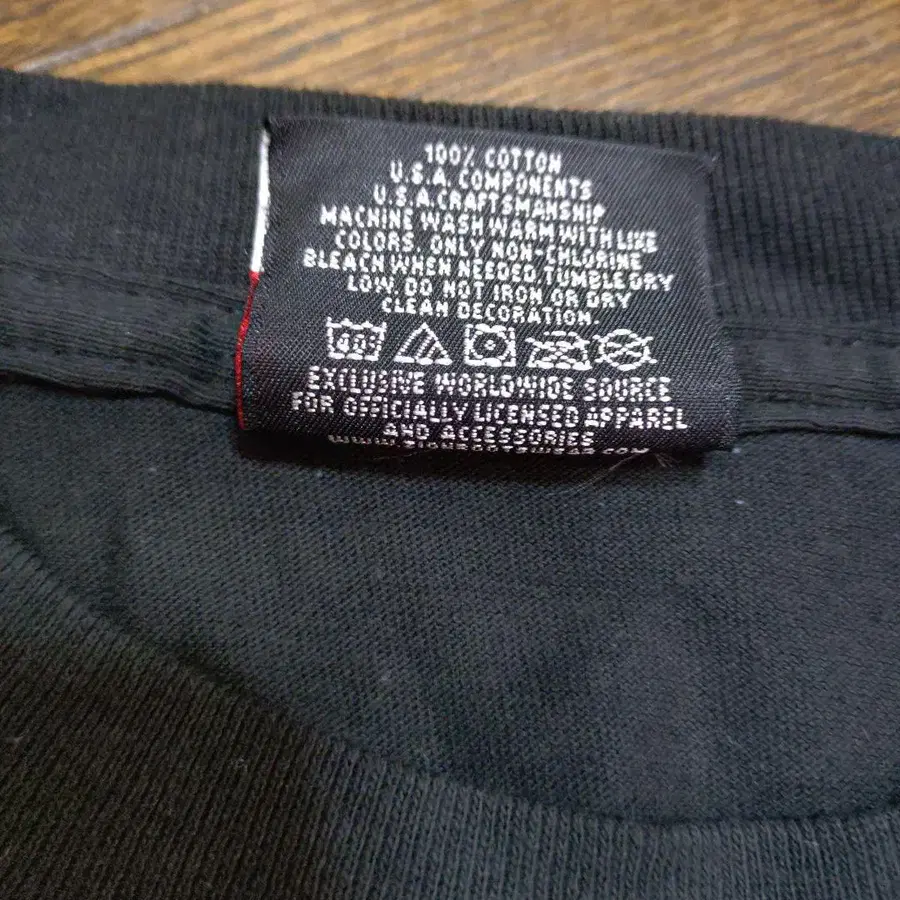 100% COTTON
U.S.A. COMPONENTS
U.S.A. CRAFTSMANSHIP
MACHINE WASH WARM WITH LIKE
COLORS. ONLY NON-CHLORINE
BLEACH WHEN NEEDED TUMBLE DRY
LOW. DO NOT IRON OR DRY
CLEAN DECORATION.
40°
EXCLUSIVE WORLDWIDE SOURCE
FOR OFFICIALLY LICENSED APPAREL
AND ACCESSORIES